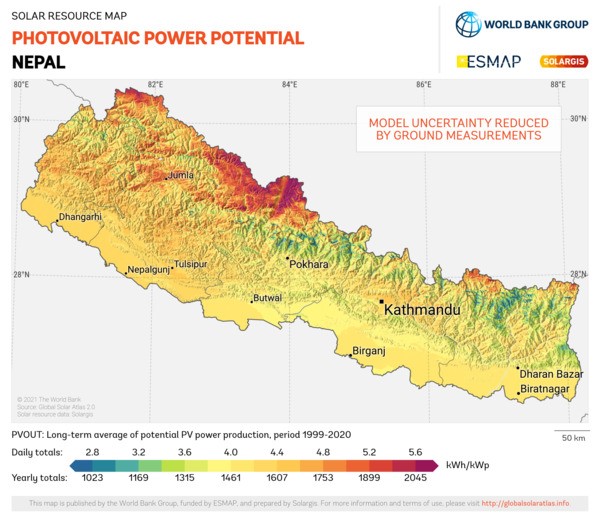 SOLAR RESOURCE MAP
PHOTOVOLTAIC POWER POTENTIAL
NEPAL
WORLD BANK GROUP
ESMAP
SOLARGIS
80°E 82°E 84°E 86°E 88°E
30°N 30°N
MODEL UNCERTAINTY REDUCED
BY GROUND MEASUREMENTS
Jumla
Dhangarhi
28°N 28°N
Nepalgunj
Tulsipur
Pokhara
Butwal
Kathmandu
Birganj
Dharan Bazar
Biratnagar
© 2021 The World Bank
Source: Global Solar Atlas 2.0
Solar resource data: Solargis
PVOUT: Long-term average of potential PV power production, period 1999-2020
50 km
Daily totals: 2.8 3.2 3.6 4.0 4.4 4.8 5.2 5.6
kWh/kWp
Yearly totals: 1023 1169 1315 1461 1607 1753 1899 2045
This map is published by the World Bank Group, funded by ESMAP, and prepared by Solargis. For more information and terms of use, please visit http://globalsolaratlas.info.